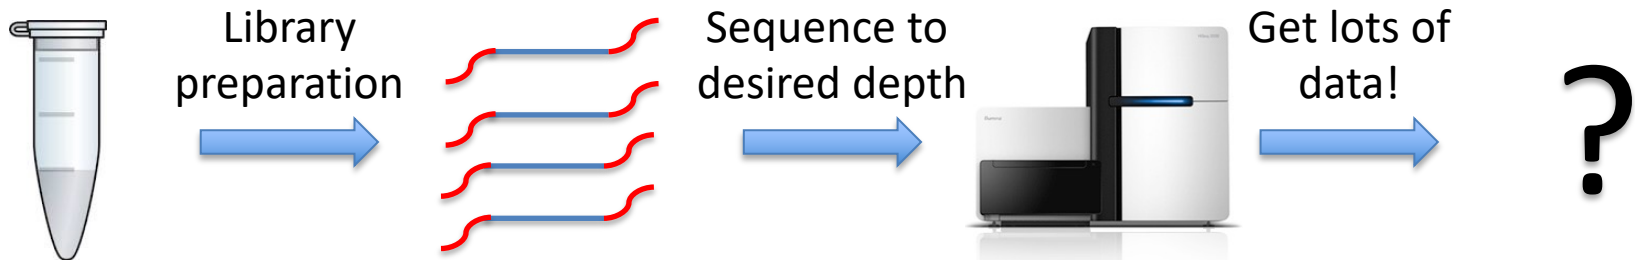 Library
preparation
Sequence to
desired depth
Get lots of
data!
?